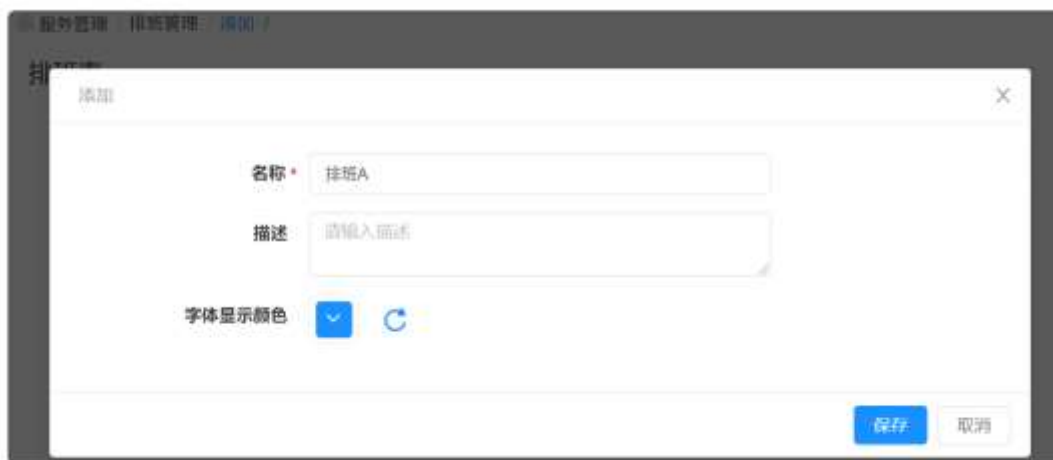 服务管理 / 排班管理 / 添加 /
添加
名称 *
排班A
描述
请输入描述
字体显示颜色
保存
取消